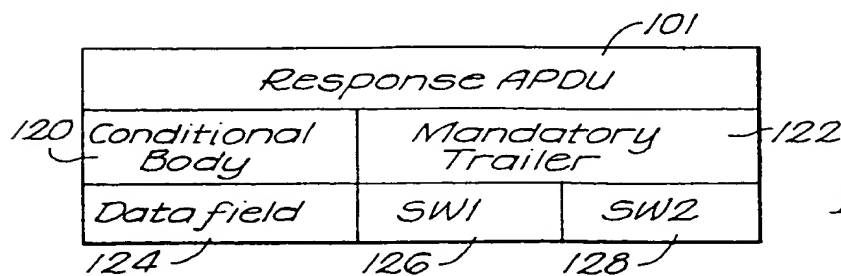 101
Response APDU
120 Conditional Body Mandatory Trailer 122
Data field SW1 SW2
124 126 128